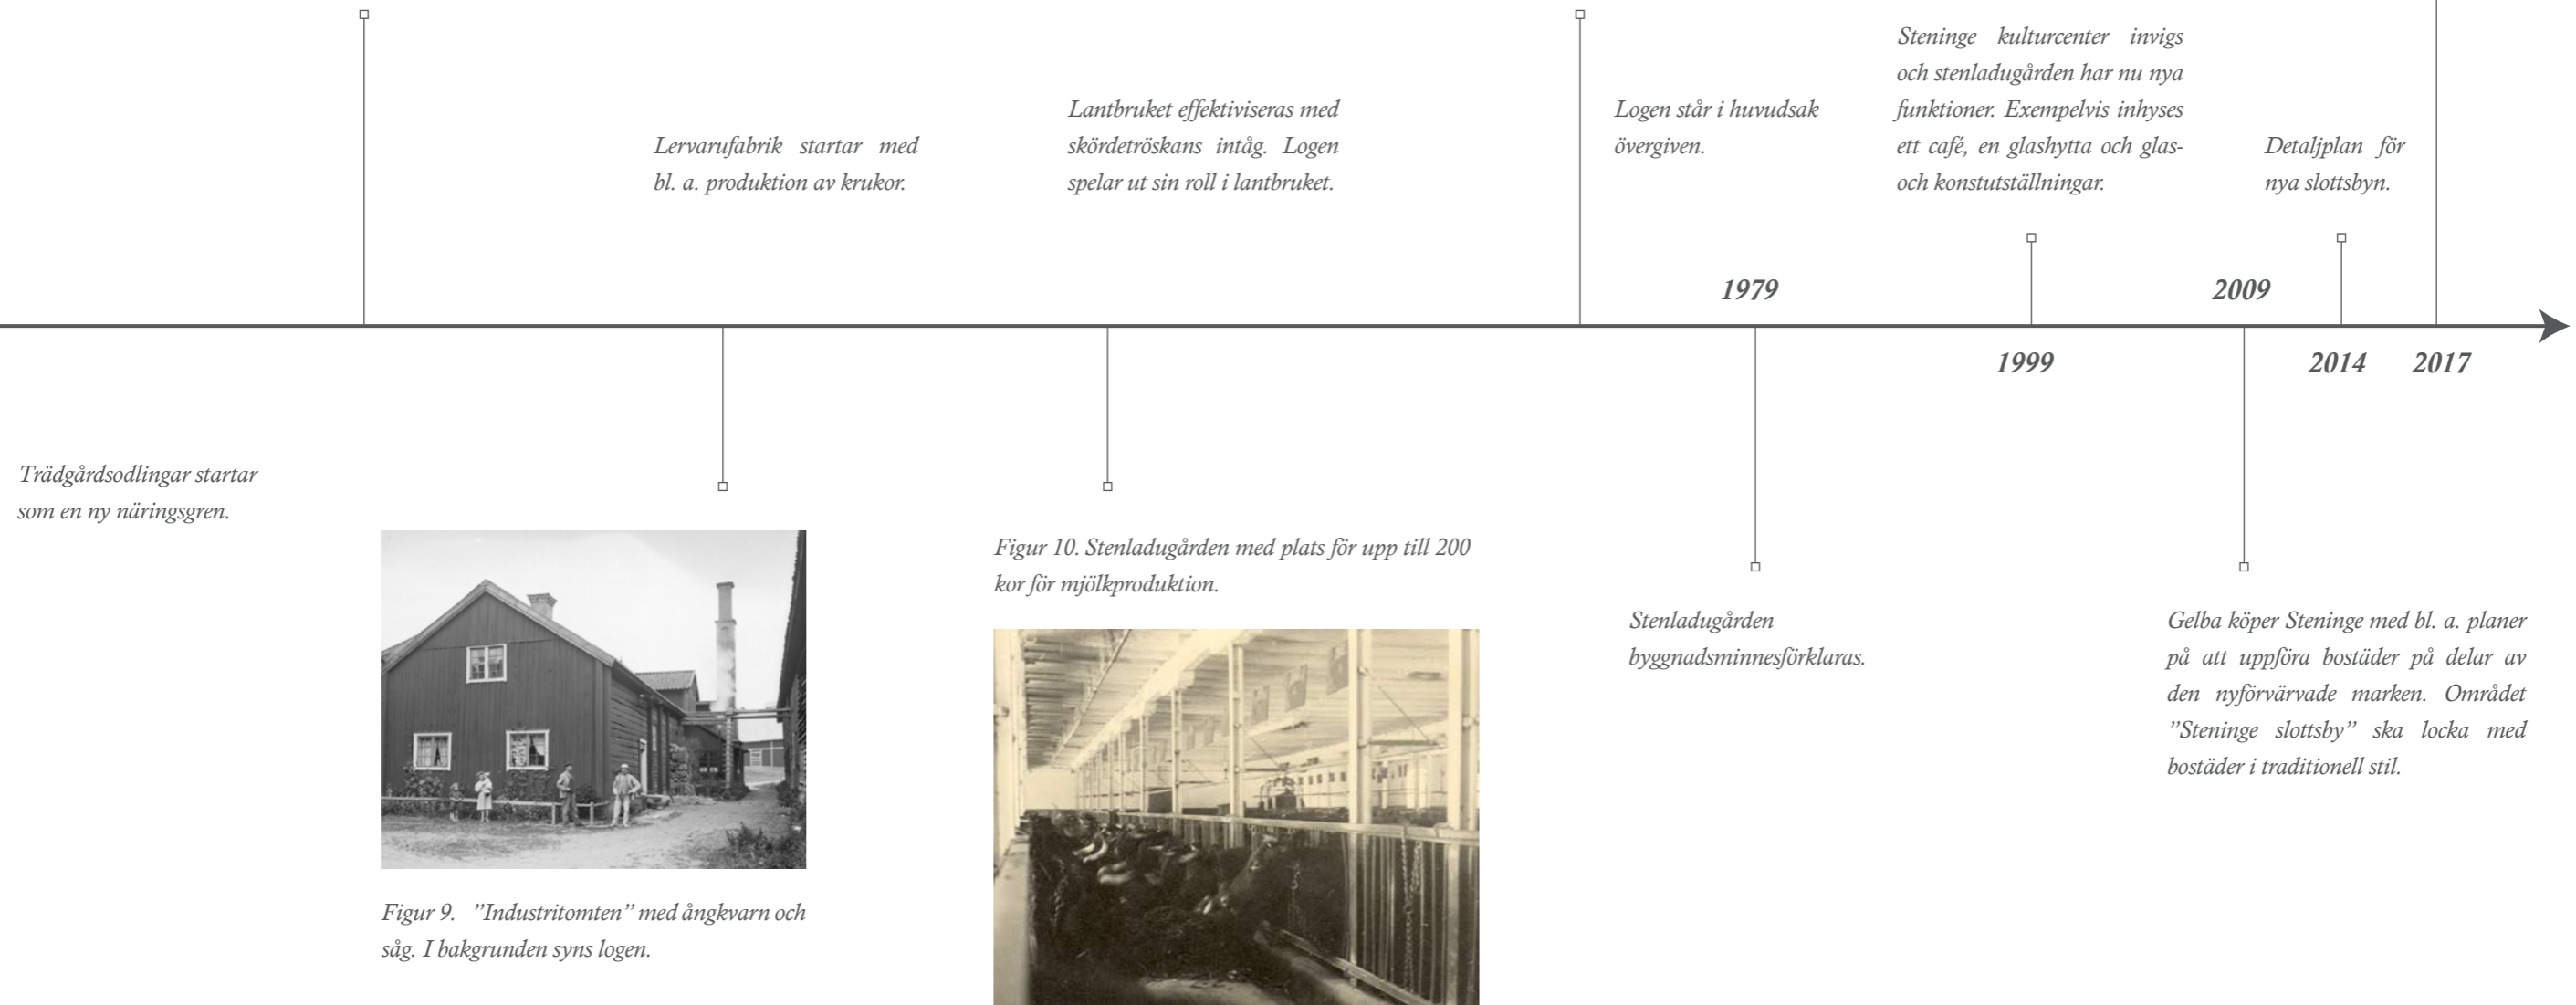 Lervarufabrik startar med
bl. a. produktion av krukor.
Lantbruket effektiviseras med
skördetröskans intåg. Logen
spelar ut sin roll i lantbruket.
Logen står i huvudsak
övergiven.
Steninge kulturcenter invigs
och stenladugården har nu nya
funktioner. Exempelvis inhyses
ett café, en glashytta och glas-
och konstutställningar.
Detaljplan för
nya slottsbyn.
1979
2009
1999
2014
2017
Trädgårdsodlingar startar
som en ny näringsgren.
Figur 9. ”Industritomten” med ångkvarn och
såg. I bakgrunden syns logen.
Figur 10. Stenladugården med plats för upp till 200
kor för mjölkproduktion.
Stenladugården
byggnadsminnesförklaras.
Gelba köper Steninge med bl. a. planer
på att uppföra bostäder på delar av
den nyförvärvade marken. Området
”Steninge slottsby” ska locka med
bostäder i traditionell stil.